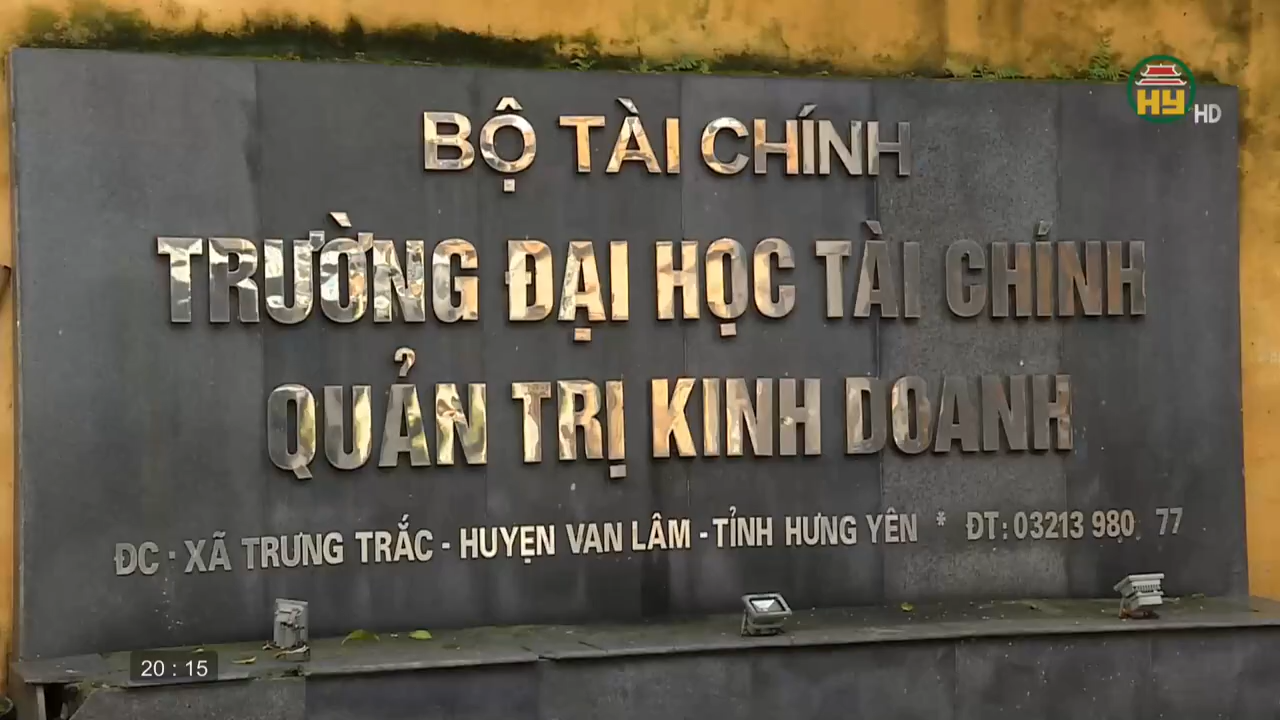 HY HD
BỘ TÀI CHÍNH
TRƯỜNG ĐẠI HỌC TÀI CHÍNH
QUẢN TRỊ KINH DOANH
ĐC - XÃ TRƯNG TRẮC - HUYỆN VAN LÂM - TỈNH HƯNG YÊN * ĐT: 03213 980 77
20 : 15